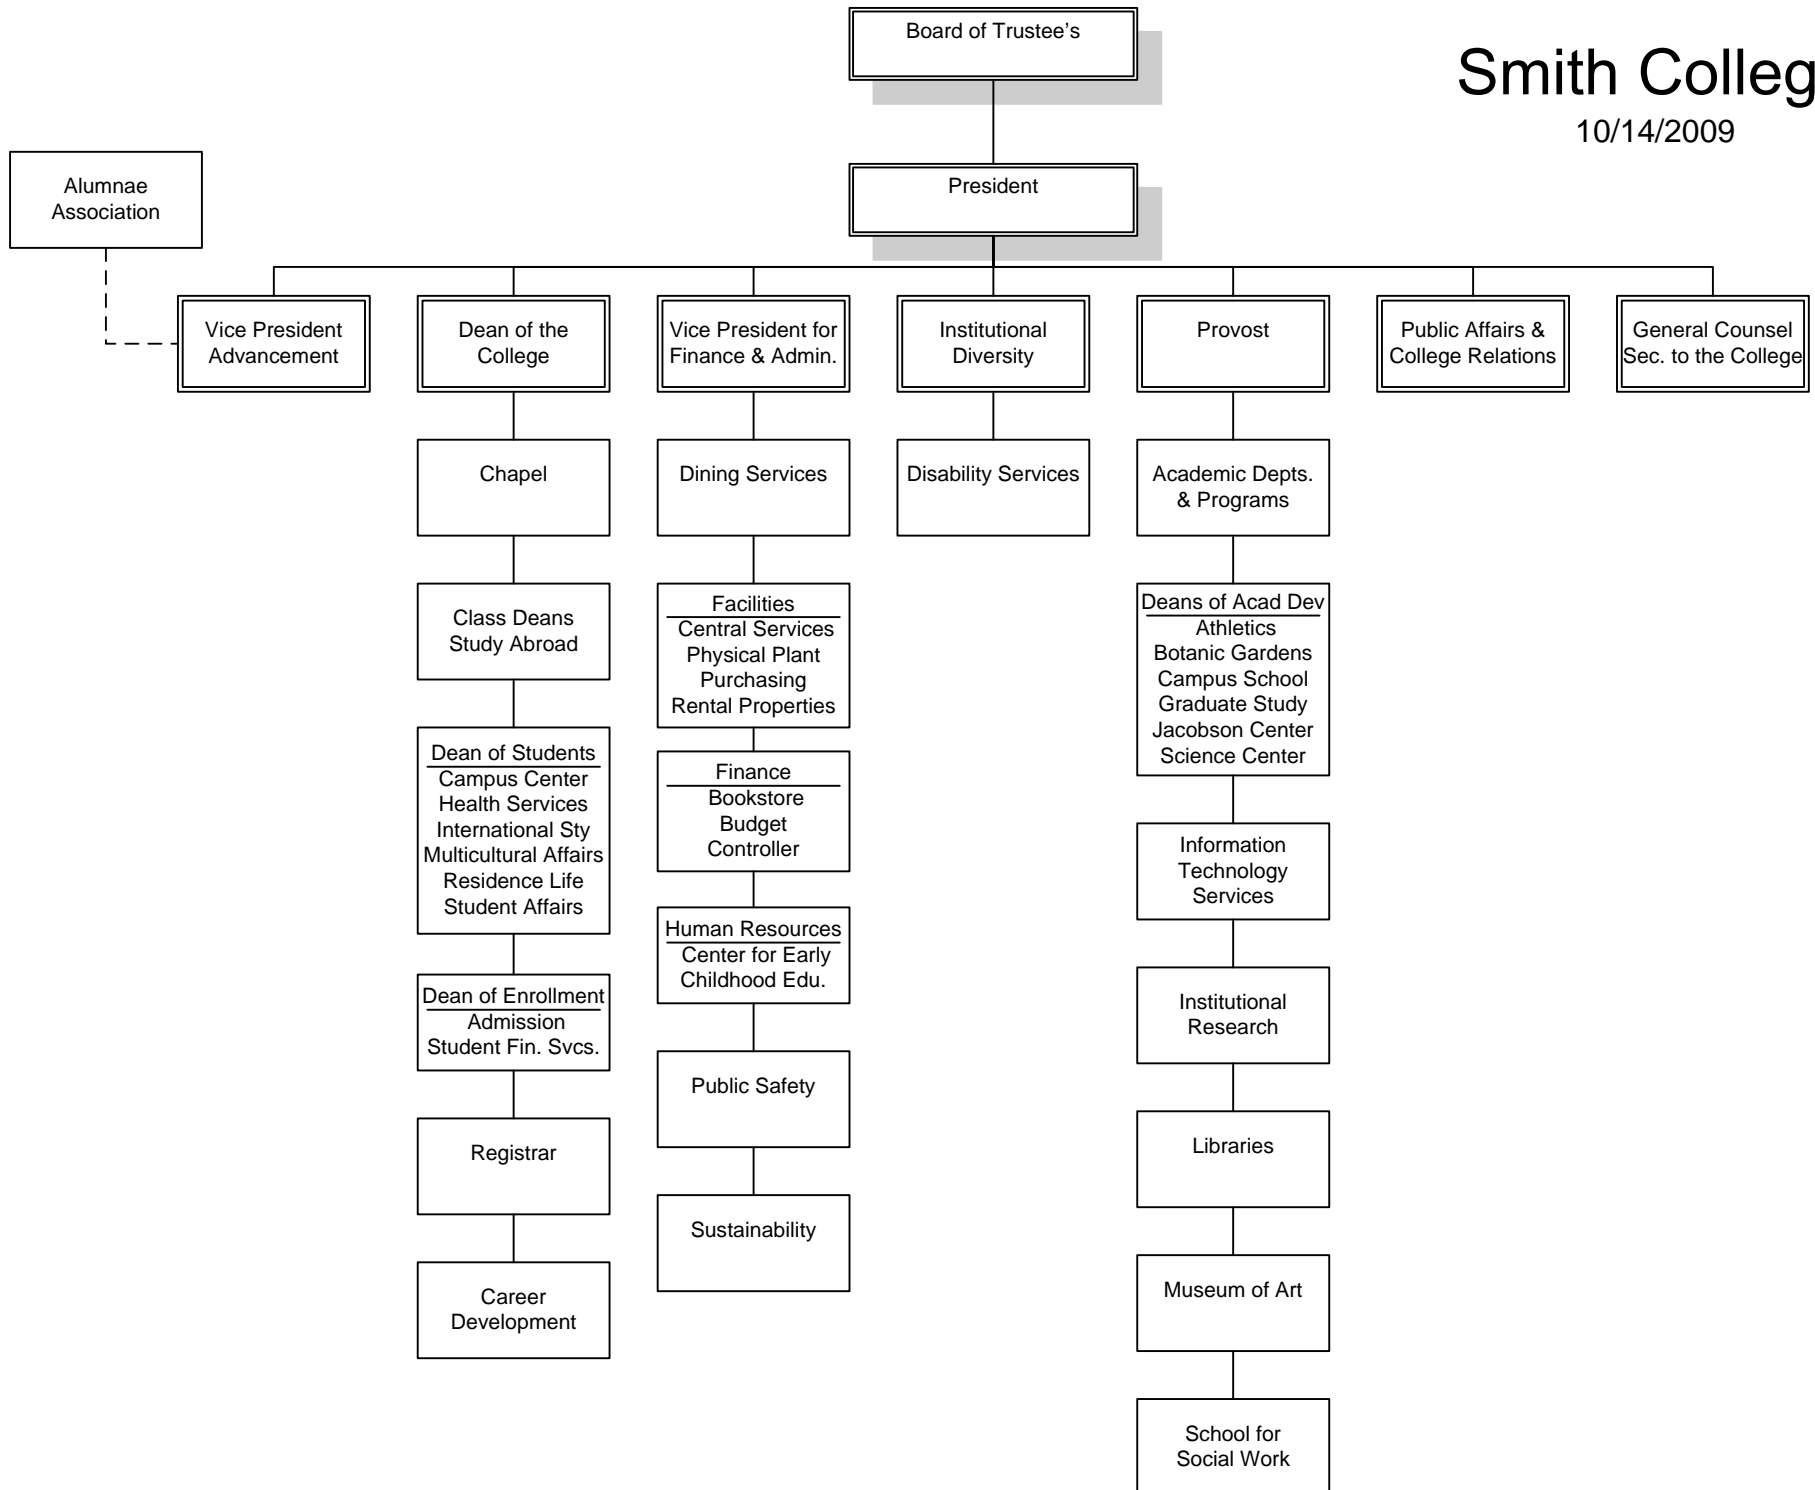 Board of Trustee’s
Smith Colleg
10/14/2009
President
Alumnae
Association
Vice President
Advancement
Dean of the
College
Vice President for
Finance & Admin.
Institutional
Diversity
Provost
Public Affairs &
College Relations
General Counsel
Sec. to the College
Chapel
Class Deans
Study Abroad
Dean of Students
Campus Center
Health Services
International Sty
Multicultural Affairs
Residence Life
Student Affairs
Dean of Enrollment
Admission
Student Fin. Svcs.
Registrar
Career
Development
Dining Services
Facilities
Central Services
Physical Plant
Purchasing
Rental Properties
Finance
Bookstore
Budget
Controller
Human Resources
Center for Early
Childhood Edu.
Public Safety
Sustainability
Disability Services
Academic Depts.
& Programs
Deans of Acad Dev
Athletics
Botanic Gardens
Campus School
Graduate Study
Jacobson Center
Science Center
Information
Technology
Services
Institutional
Research
Libraries
Museum of Art
School for
Social Work